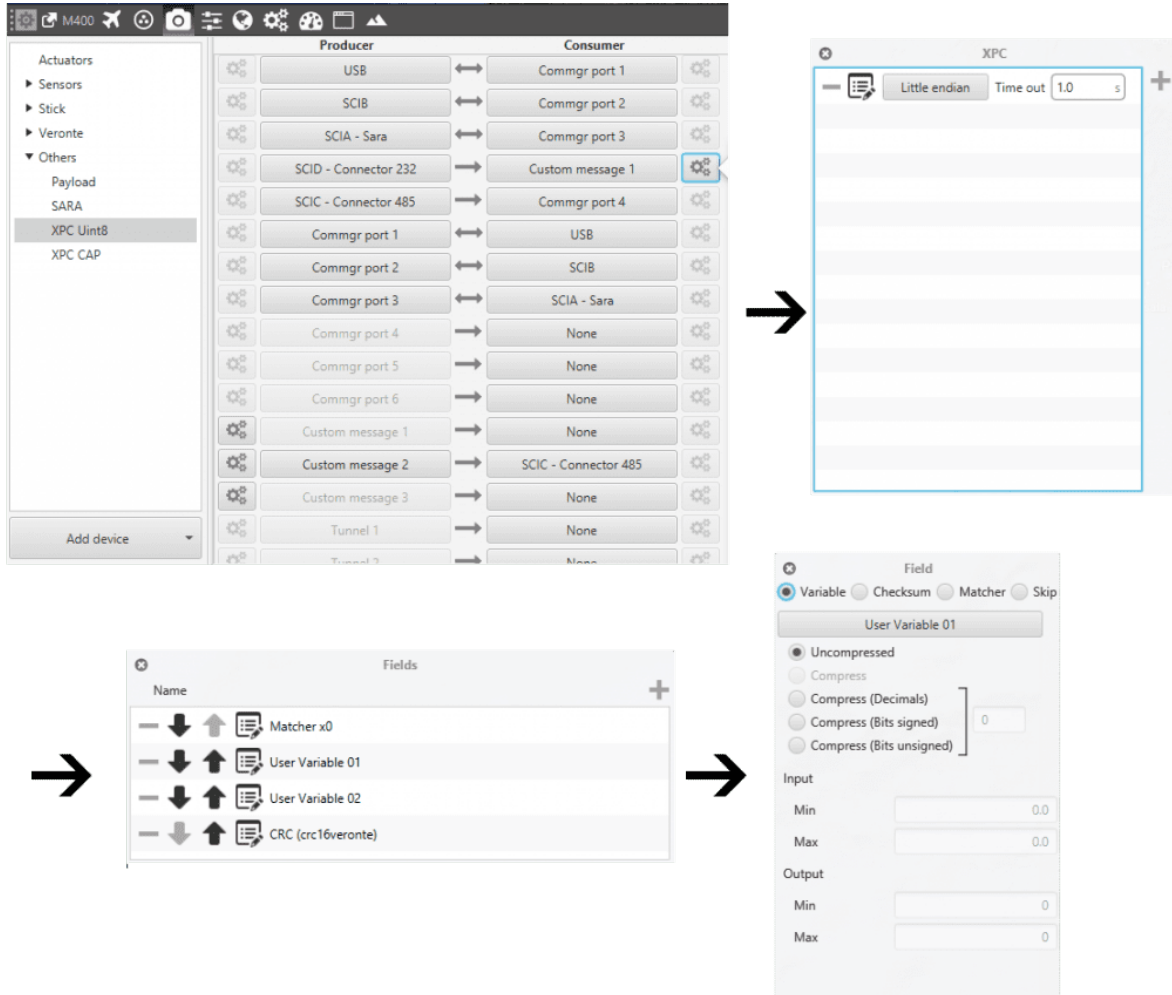 M400
Actuators
Sensors
Stick
Veronte
Others
Payload
SARA
XPC Uint8
XPC CAP
Add device
Producer Consumer
USB Commgr port 1
SCIB Commgr port 2
SCIA - Sara Commgr port 3
SCID - Connector 232 Custom message 1
SCIC - Connector 485 Commgr port 4
Commgr port 1 USB
Commgr port 2 SCIB
Commgr port 3 SCIA - Sara
Commgr port 4 None
Commgr port 5 None
Commgr port 6 None
Custom message 1 None
Custom message 2 SCIC - Connector 485
Custom message 3 None
Tunnel 1 None
Tunnel 2 None
XPC
Little endian Time out 1.0 s
Fields
Name
Matcher x0
User Variable 01
User Variable 02
CRC (crc16veronte)
Field
Variable Checksum Matcher Skip
User Variable 01
Uncompressed
Compress
Compress (Decimals)
Compress (Bits signed) 0
Compress (Bits unsigned)
Input
Min 0.0
Max 0.0
Output
Min 0
Max 0